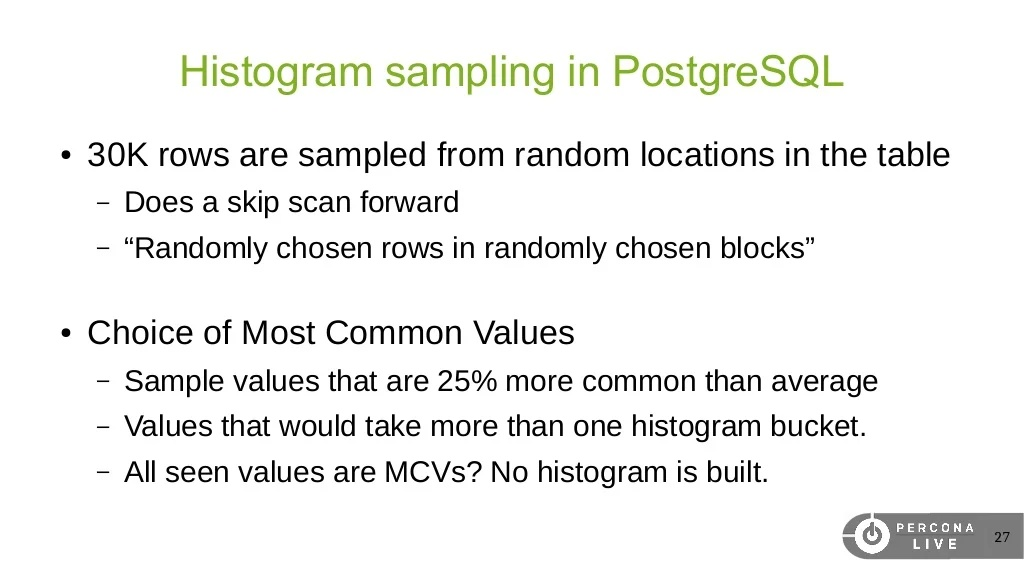 Histogram sampling in PostgreSQL
• 30K rows are sampled from random locations in the table
– Does a skip scan forward
– “Randomly chosen rows in randomly chosen blocks”
• Choice of Most Common Values
– Sample values that are 25% more common than average
– Values that would take more than one histogram bucket.
– All seen values are MCVs? No histogram is built.
PERCONA
LIVE
27